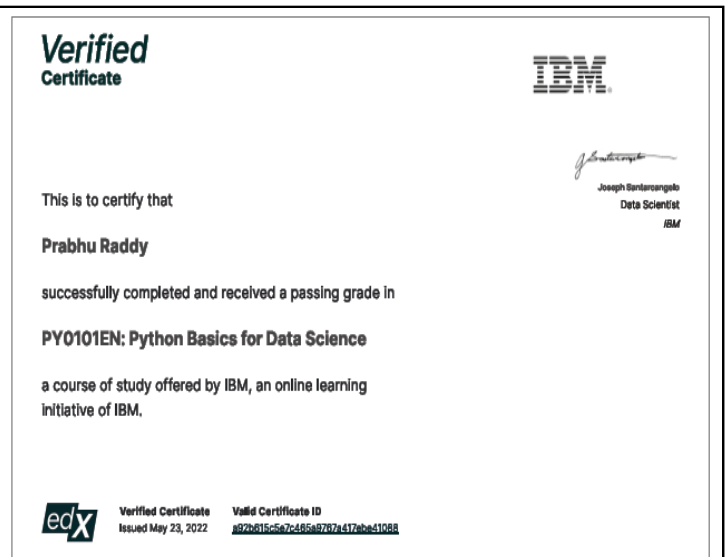 Verified
Certificate
IBM.
Joseph Santarcangelo
Data Scientist
IBM
This is to certify that
Prabhu Raddy
successfully completed and received a passing grade in
PY0101EN: Python Basics for Data Science
a course of study offered by IBM, an online learning
initiative of IBM.
edX
Verified Certificate
Issued May 23, 2022
Valid Certificate ID
a92b615c5e7c465a9767a417ebe41088